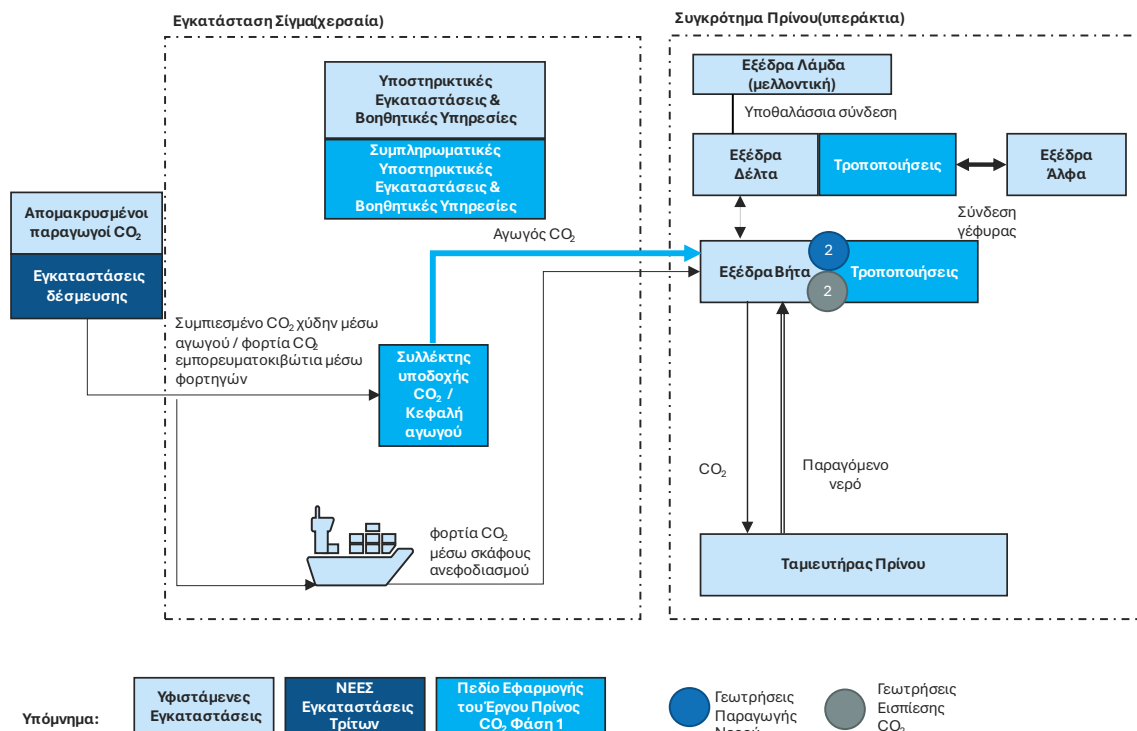 Εγκατάσταση Σίγμα(χερσαία)
Συγκρότημα Πρίνου(υπεράκτια)
Υποστηρικτικές
Εγκαταστάσεις &
Βοηθητικές Υπηρεσίες
Συμπληρωματικές
Υποστηρικτικές
Εγκαταστάσεις &
Βοηθητικές Υπηρεσίες
Εξέδρα Λάμδα
(μελλοντική)
Υποθαλάσσια σύνδεση
Εξέδρα
Δέλτα
Τροποποιήσεις
Εξέδρα
Άλφα
Σύνδεση
γέφυρας
Απομακρυσμένοι
παραγωγοί CO₂
Εγκαταστάσεις
δέσμευσης
Αγωγός CO₂
Εξέδρα Βήτα
2
2
Τροποποιήσεις
Συμπιεσμένο CO₂ χύδην μέσω
αγωγού / φορτία CO₂
εμπορευματοκιβώτια μέσω
φορτηγών
Συλλέκτης
υποδοχής
CO₂ /
Κεφαλή
αγωγού
CO₂
Παραγόμενο
νερό
φορτία CO₂
μέσω σκάφους
ανεφοδιασμού
Ταμιευτήρας Πρίνου
Υπόμνημα:
Υφιστάμενες
Εγκαταστάσεις
ΝΕΕΣ
Εγκαταστάσεις
Τρίτων
Πεδίο Εφαρμογής
του Έργου Πρίνος
CO₂ Φάση 1
Γεωτρήσεις
Παραγωγής
Γεωτρήσεις
Εισπίεσης
CO₂